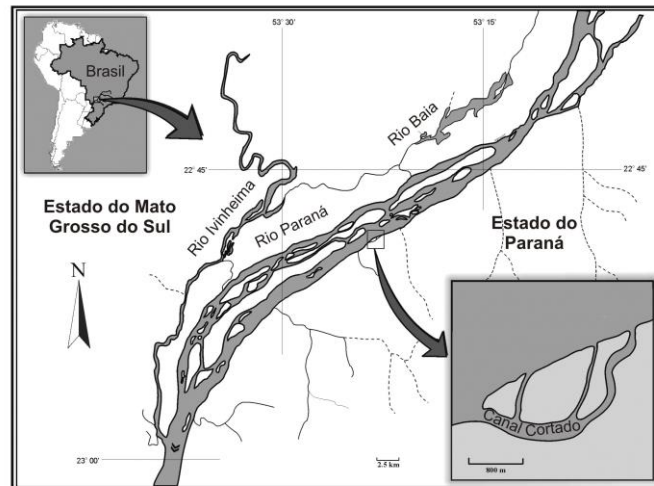 53° 30'
53° 15'
Brasil
Rio Baia
22° 45'
22° 45'
Estado do Mato
Grosso do Sul
Rio Ivinheima
Rio Paraná
Estado do
Paraná
N
Canal Cortado
800 m
23° 00'
2.5 km